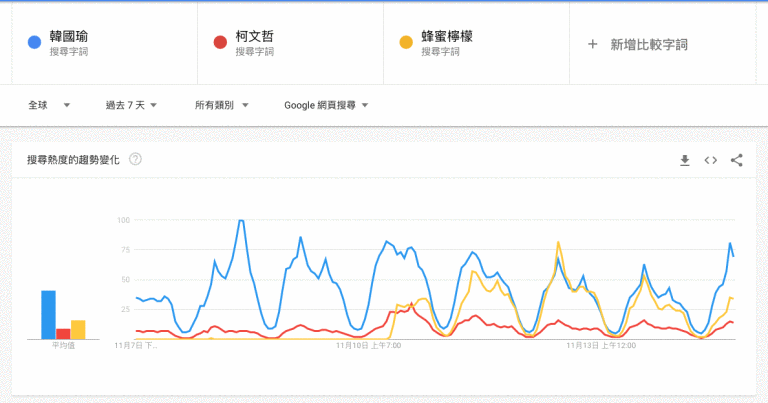 韓國瑜
搜尋字詞
柯文哲
搜尋字詞
蜂蜜檸檬
搜尋字詞
+ 新增比較字詞
全球
過去 7 天
所有類別
Google 網頁搜尋
搜尋熱度的趨勢變化
100
75
50
25
平均值
11月7日 下...
11月10日 上午7:00
11月13日 上午12:00